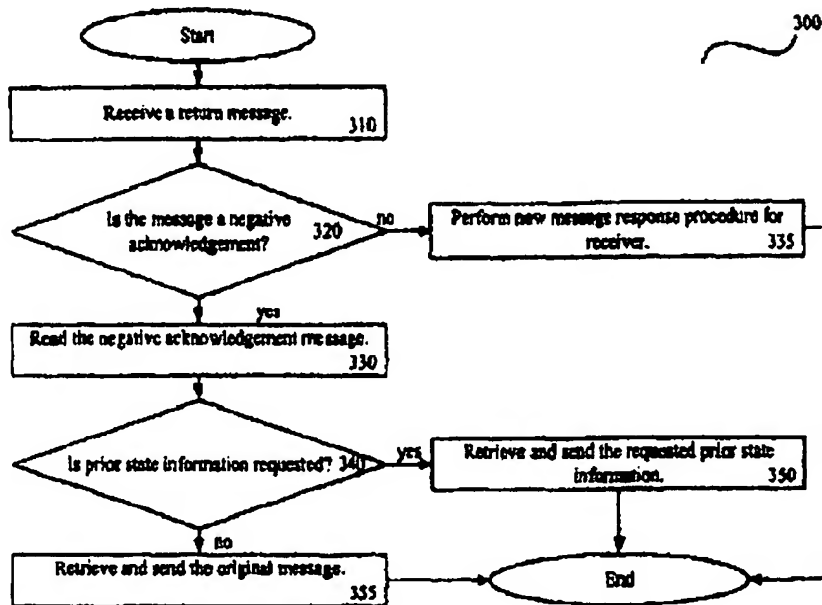 Start
300
Receive a return message.
310
Is the message a negative
acknowledgement?
320
no
Perform new message response procedure for
receiver.
335
yes
Read the negative acknowledgement message.
330
Is prior state information requested? 340
yes
Retrieve and send the requested prior state
information.
350
no
Retrieve and send the original message.
355
End